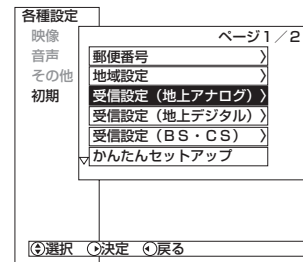 各種設定
映像
音声
その他
初期
ページ1／2
郵便番号 〉
地域設定 〉
受信設定（地上アナログ）〉
受信設定（地上デジタル）〉
受信設定（BS・CS）〉
かんたんセットアップ
選択 決定 戻る